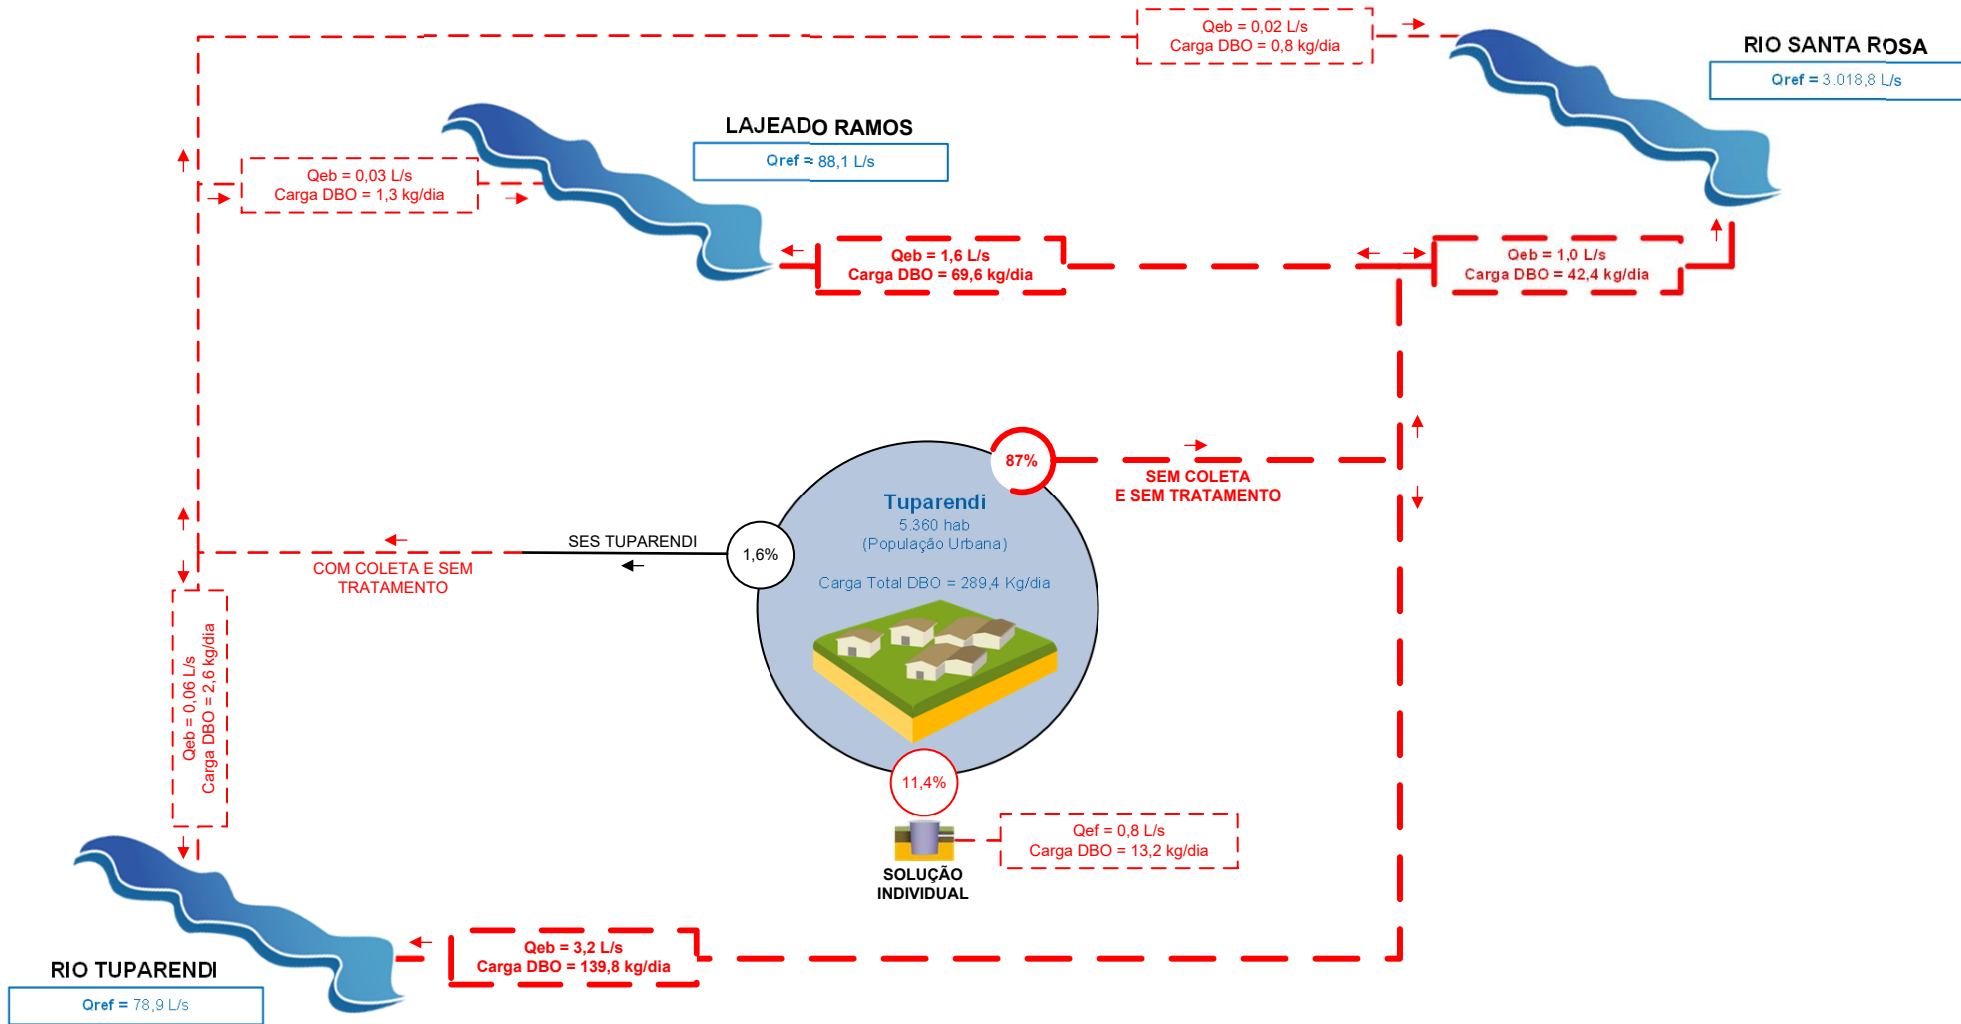 Qeb = 0,02 L/s
Carga DBO = 0,8 kg/dia
RIO SANTA ROSA
Qref = 3.018,8 L/s
LAJEADO RAMOS
Qref = 88,1 L/s
Qeb = 0,03 L/s
Carga DBO = 1,3 kg/dia
Qeb = 1,6 L/s
Carga DBO = 69,6 kg/dia
Qeb = 1,0 L/s
Carga DBO = 42,4 kg/dia
87%
SEM COLETA
E SEM TRATAMENTO
Tuparendi
5.360 hab
(População Urbana)
Carga Total DBO = 289,4 Kg/dia
SES TUPARENDI
1,6%
COM COLETA E SEM
TRATAMENTO
Qeb = 0,06 L/s
Carga DBO = 2,6 kg/dia
11,4%
Qef = 0,8 L/s
Carga DBO = 13,2 kg/dia
SOLUÇÃO
INDIVIDUAL
Qeb = 3,2 L/s
Carga DBO = 139,8 kg/dia
RIO TUPARENDI
Qref = 78,9 L/s